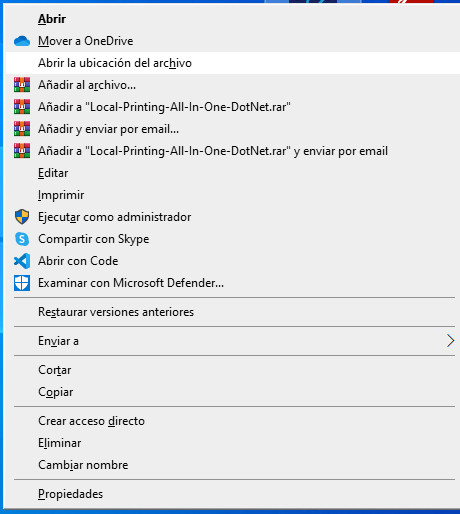 Abrir
Mover a OneDrive
Abrir la ubicación del archivo
Añadir al archivo...
Añadir a "Local-Printing-All-In-One-DotNet.rar"
Añadir y enviar por email...
Añadir a "Local-Printing-All-In-One-DotNet.rar" y enviar por email
Editar
Imprimir
Ejecutar como administrador
Compartir con Skype
Abrir con Code
Examinar con Microsoft Defender...
Restaurar versiones anteriores
Enviar a
Cortar
Copiar
Crear acceso directo
Eliminar
Cambiar nombre
Propiedades